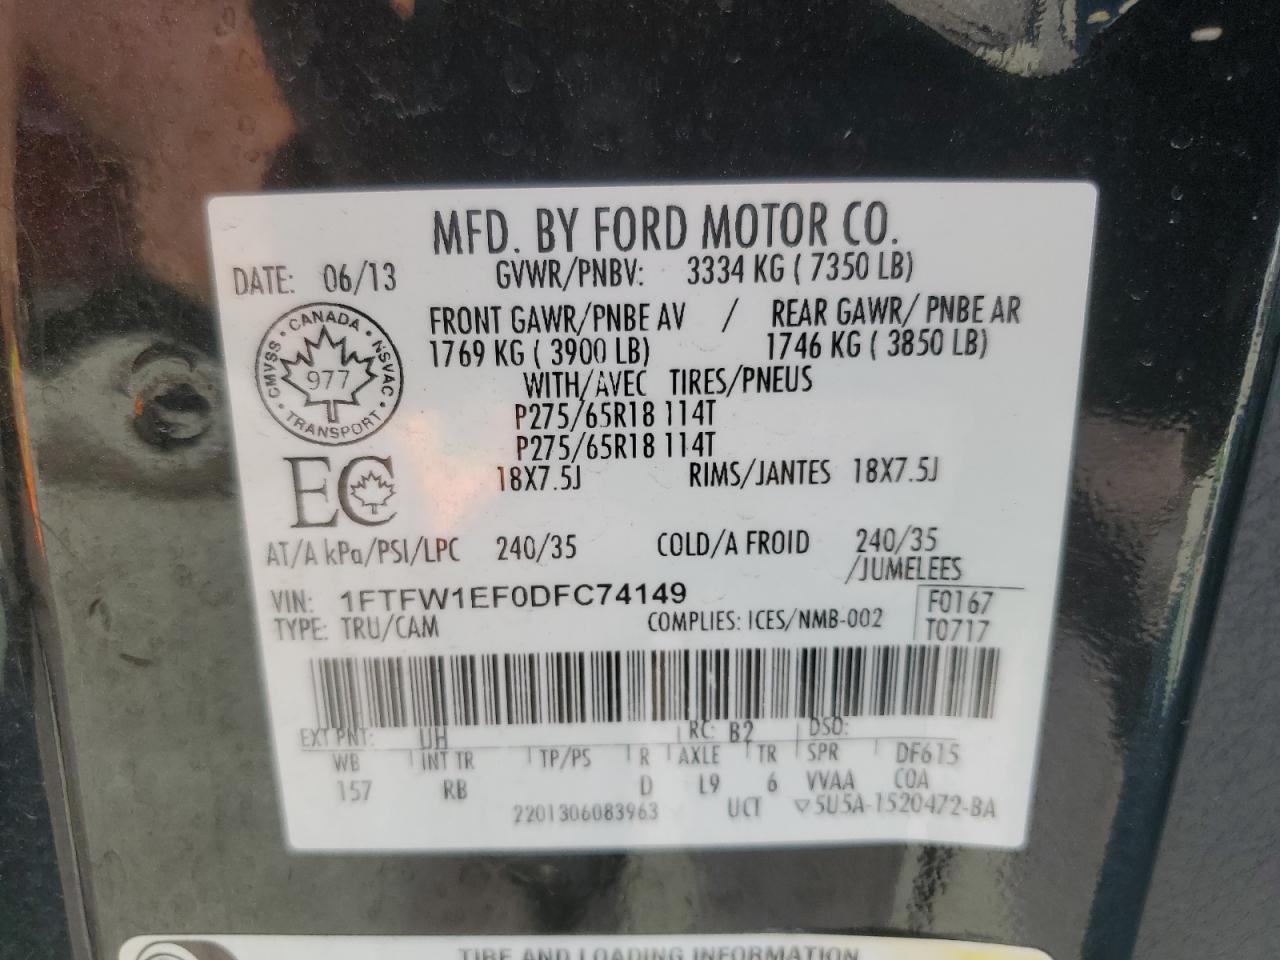 MFD. BY FORD MOTOR CO.
DATE: 06/13 GVWR/PNBV: 3334 KG ( 7350 LB)
FRONT GAWR/PNBE AV / REAR GAWR/ PNBE AR
1769 KG ( 3900 LB) 1746 KG ( 3850 LB)
WITH/AVEC TIRES/PNEUS
P275/65R18 114T
P275/65R18 114T
18X7.5J RIMS/JANTES 18X7.5J
CANADA
CMVSS NSVAC
977
TRANSPORT
EC
AT/A kPa/PSI/LPC 240/35 COLD/A FROID 240/35
/JUMELEES
VIN: 1FTFW1EF0DFC74149 F0167
TYPE: TRU/CAM COMPLIES: ICES/NMB-002 T0717
EXT PNT: UH RC: B2 DSO:
WB INT TR TP/PS R AXLE TR SPR DF615
157 RB D L9 6 VVAA COA
2201306083963 UCT ▽5U5A-1520472-BA
TIRE AND LOADING INFORMATION